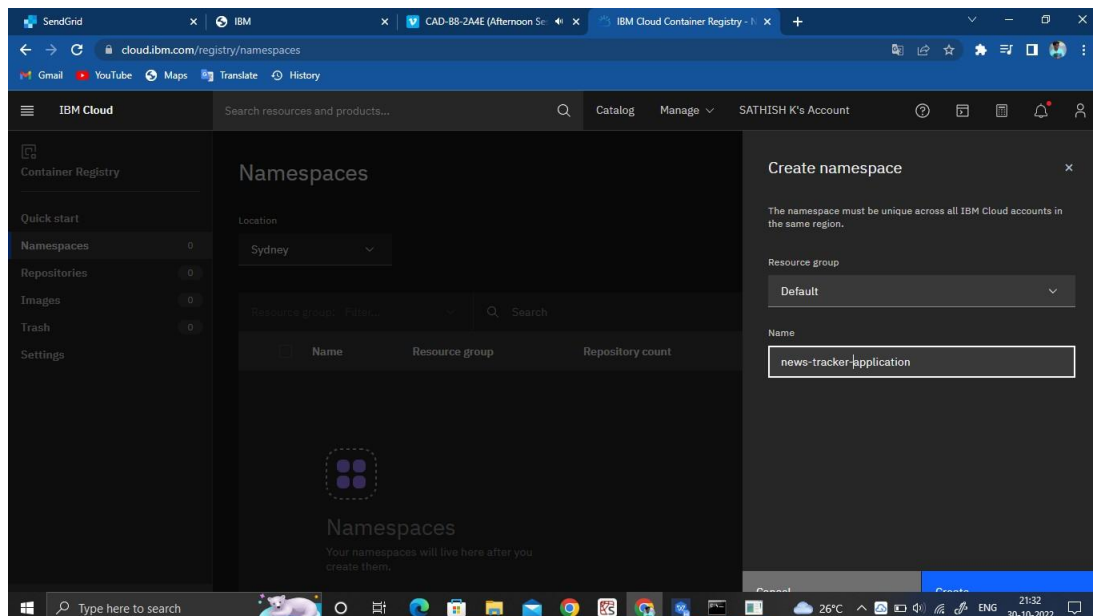 SendGrid
IBM
CAD-B8-2A4E (Afternoon Se
IBM Cloud Container Registry - N
cloud.ibm.com/registry/namespaces
Gmail
YouTube
Maps
Translate
History
IBM Cloud
Search resources and products...
Catalog
Manage
SATHISH K's Account
Container Registry
Quick start
Namespaces 0
Repositories 0
Images 0
Trash 0
Settings
Namespaces
Location
Sydney
Resource group: Filter...
Search
Name Resource group Repository count
Namespaces
Your namespaces will live here after you
create them.
Create namespace
The namespace must be unique across all IBM Cloud accounts in
the same region.
Resource group
Default
Name
news-tracker-application
Cancel
Create
Type here to search
26°C
ENG
21:32
30-10-2022